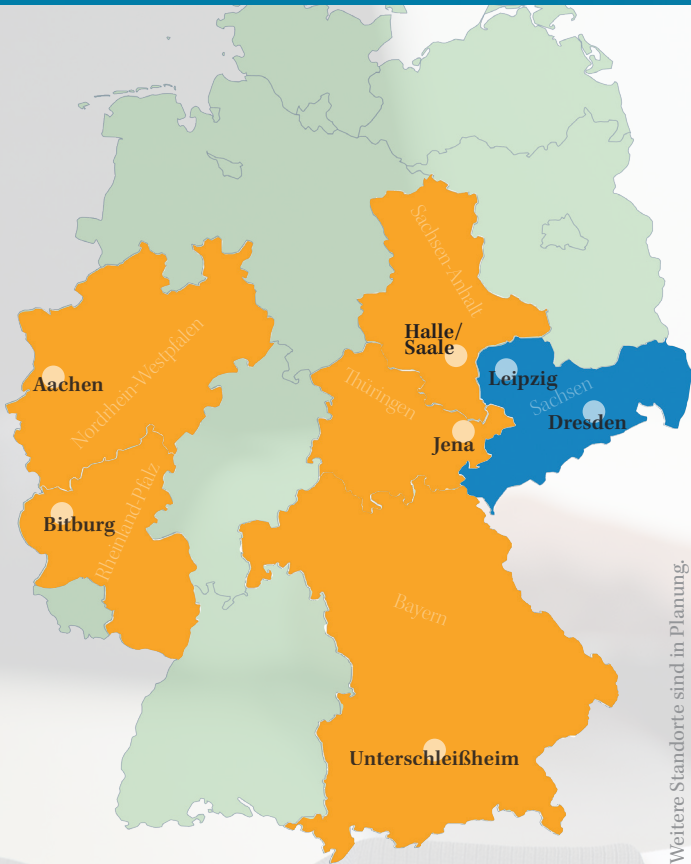 Sachsen-Anhalt
Halle/
Saale
Nordrhein-Westpfalen
Aachen
Thüringen
Leipzig
Sachsen
Dresden
Jena
Rheinland-Pfalz
Bitburg
Bayern
Unterschleißheim
Weitere Standorte sind in Planung.